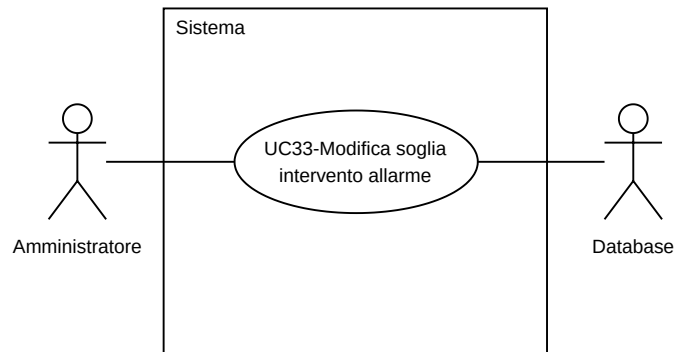 Sistema
UC33-Modifica soglia
intervento allarme
Amministratore
Database